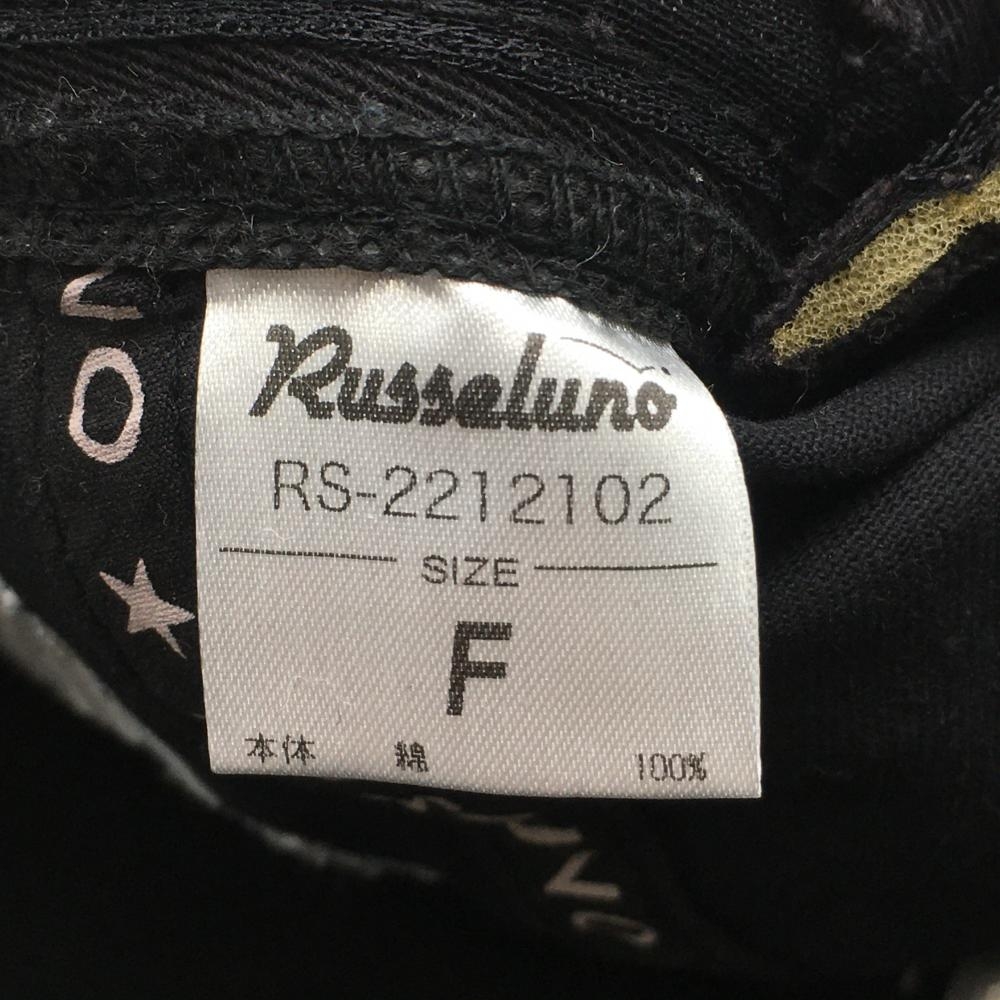 Russeluno
RS-2212102
SIZE
F
本体 綿 100%